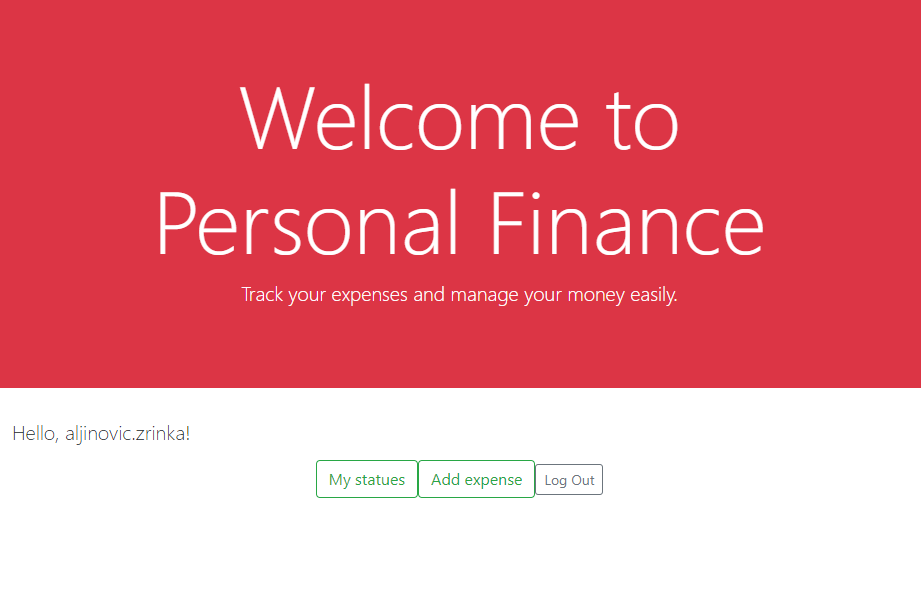 Welcome to
Personal Finance
Track your expenses and manage your money easily.
Hello, aljinovic.zrinka!
My statues Add expense Log Out